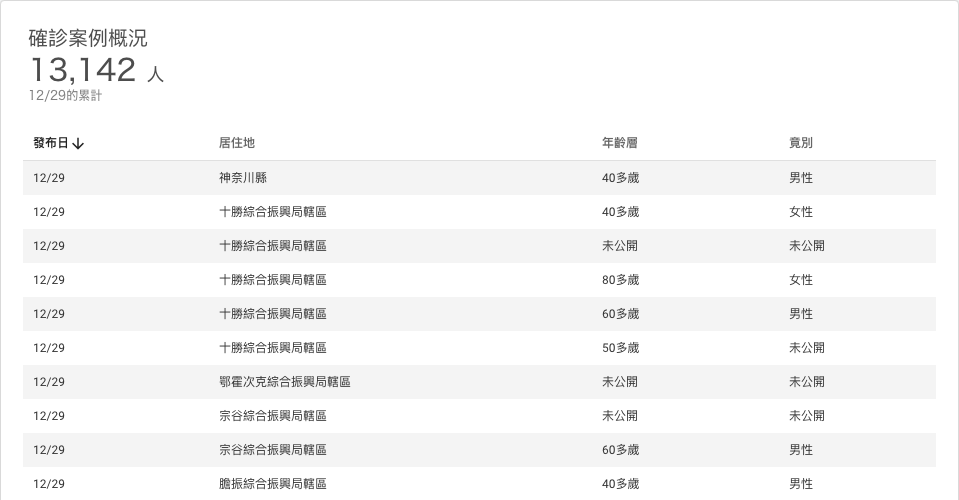 確診案例概況
13,142 人
12/29的累計
發布日↓ 居住地 年齡層 竟別
12/29 神奈川縣 40多歲 男性
12/29 十勝綜合振興局轄區 40多歲 女性
12/29 十勝綜合振興局轄區 未公開 未公開
12/29 十勝綜合振興局轄區 80多歲 女性
12/29 十勝綜合振興局轄區 60多歲 男性
12/29 十勝綜合振興局轄區 50多歲 未公開
12/29 鄂霍次克綜合振興局轄區 未公開 未公開
12/29 宗谷綜合振興局轄區 未公開 未公開
12/29 宗谷綜合振興局轄區 60多歲 男性
12/29 膽振綜合振興局轄區 40多歲 男性